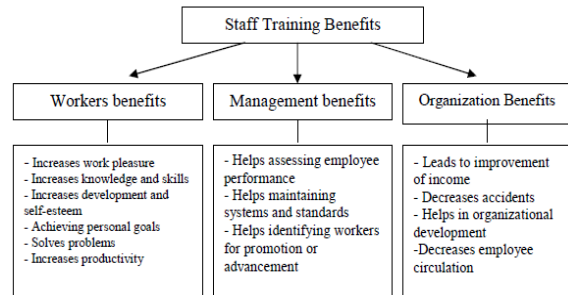 Staff Training Benefits
Workers benefits
Management benefits
Organization Benefits
- Increases work pleasure
- Increases knowledge and skills
- Increases development and
self-esteem
- Achieving personal goals
- Solves problems
- Increases productivity
- Helps assessing employee
performance
- Helps maintaining
systems and standards
- Helps identifying workers
for promotion or
advancement
- Leads to improvement
of income
- Decreases accidents
- Helps in organizational
development
-Decreases employee
circulation